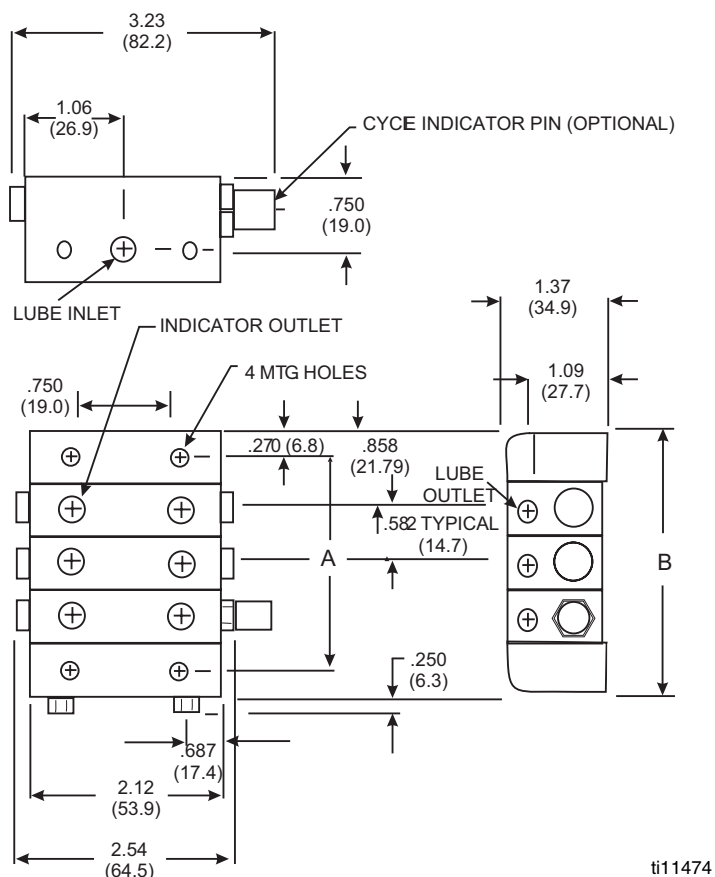 3.23
(82.2)
1.06
(26.9)
CYCE INDICATOR PIN (OPTIONAL)
.750
(19.0)
LUBE INLET
INDICATOR OUTLET
1.37
(34.9)
.750
(19.0)
4 MTG HOLES
1.09
(27.7)
.270 (6.8)
.858
(21.79)
LUBE
OUTLET
.582 TYPICAL
(14.7)
A
B
.250
(6.3)
.687
(17.4)
2.12
(53.9)
2.54
(64.5)
ti11474